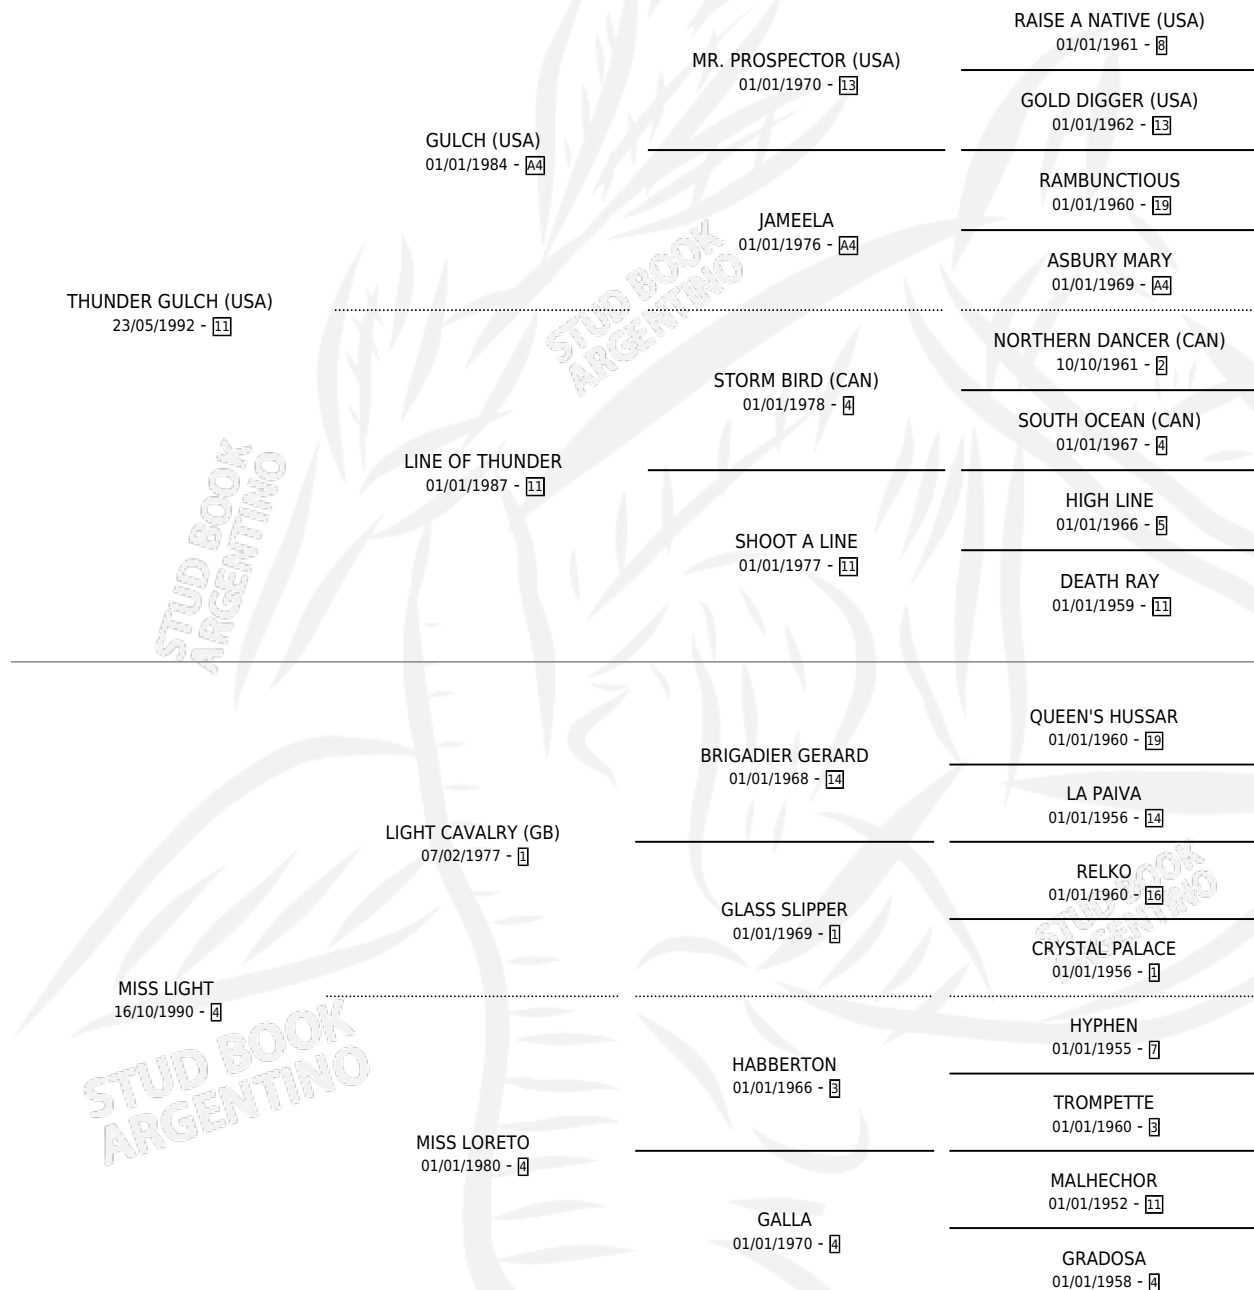 RAISE A NATIVE (USA)
01/01/1961 - 8
MR. PROSPECTOR (USA)
01/01/1970 - 13
GOLD DIGGER (USA)
01/01/1962 - 13
GULCH (USA)
01/01/1984 - A4
RAMBUNCTIOUS
01/01/1960 - 19
JAMEELA
01/01/1976 - A4
ASBURY MARY
01/01/1969 - A4
THUNDER GULCH (USA)
23/05/1992 - 11
NORTHERN DANCER (CAN)
10/10/1961 - 2
STORM BIRD (CAN)
01/01/1978 - 4
SOUTH OCEAN (CAN)
01/01/1967 - 4
LINE OF THUNDER
01/01/1987 - 11
HIGH LINE
01/01/1966 - 5
SHOOT A LINE
01/01/1977 - 11
DEATH RAY
01/01/1959 - 11
STUD BOOK
ARGENTINO
STUD BOOK
ARGENTINO
QUEEN'S HUSSAR
01/01/1960 - 19
BRIGADIER GERARD
01/01/1968 - 14
LA PAIVA
01/01/1956 - 14
LIGHT CAVALRY (GB)
07/02/1977 - 1
RELKO
01/01/1960 - 16
GLASS SLIPPER
01/01/1969 - 1
CRYSTAL PALACE
01/01/1956 - 1
MISS LIGHT
16/10/1990 - 4
HYPHEN
01/01/1955 - 7
HABBERTON
01/01/1966 - 3
TROMPETTE
01/01/1960 - 3
MISS LORETO
01/01/1980 - 4
MALHECHOR
01/01/1952 - 11
GALLA
01/01/1970 - 4
GRADOSA
01/01/1958 - 4
STUD BOOK
ARGENTINO
STUD BOOK
ARGENTINO